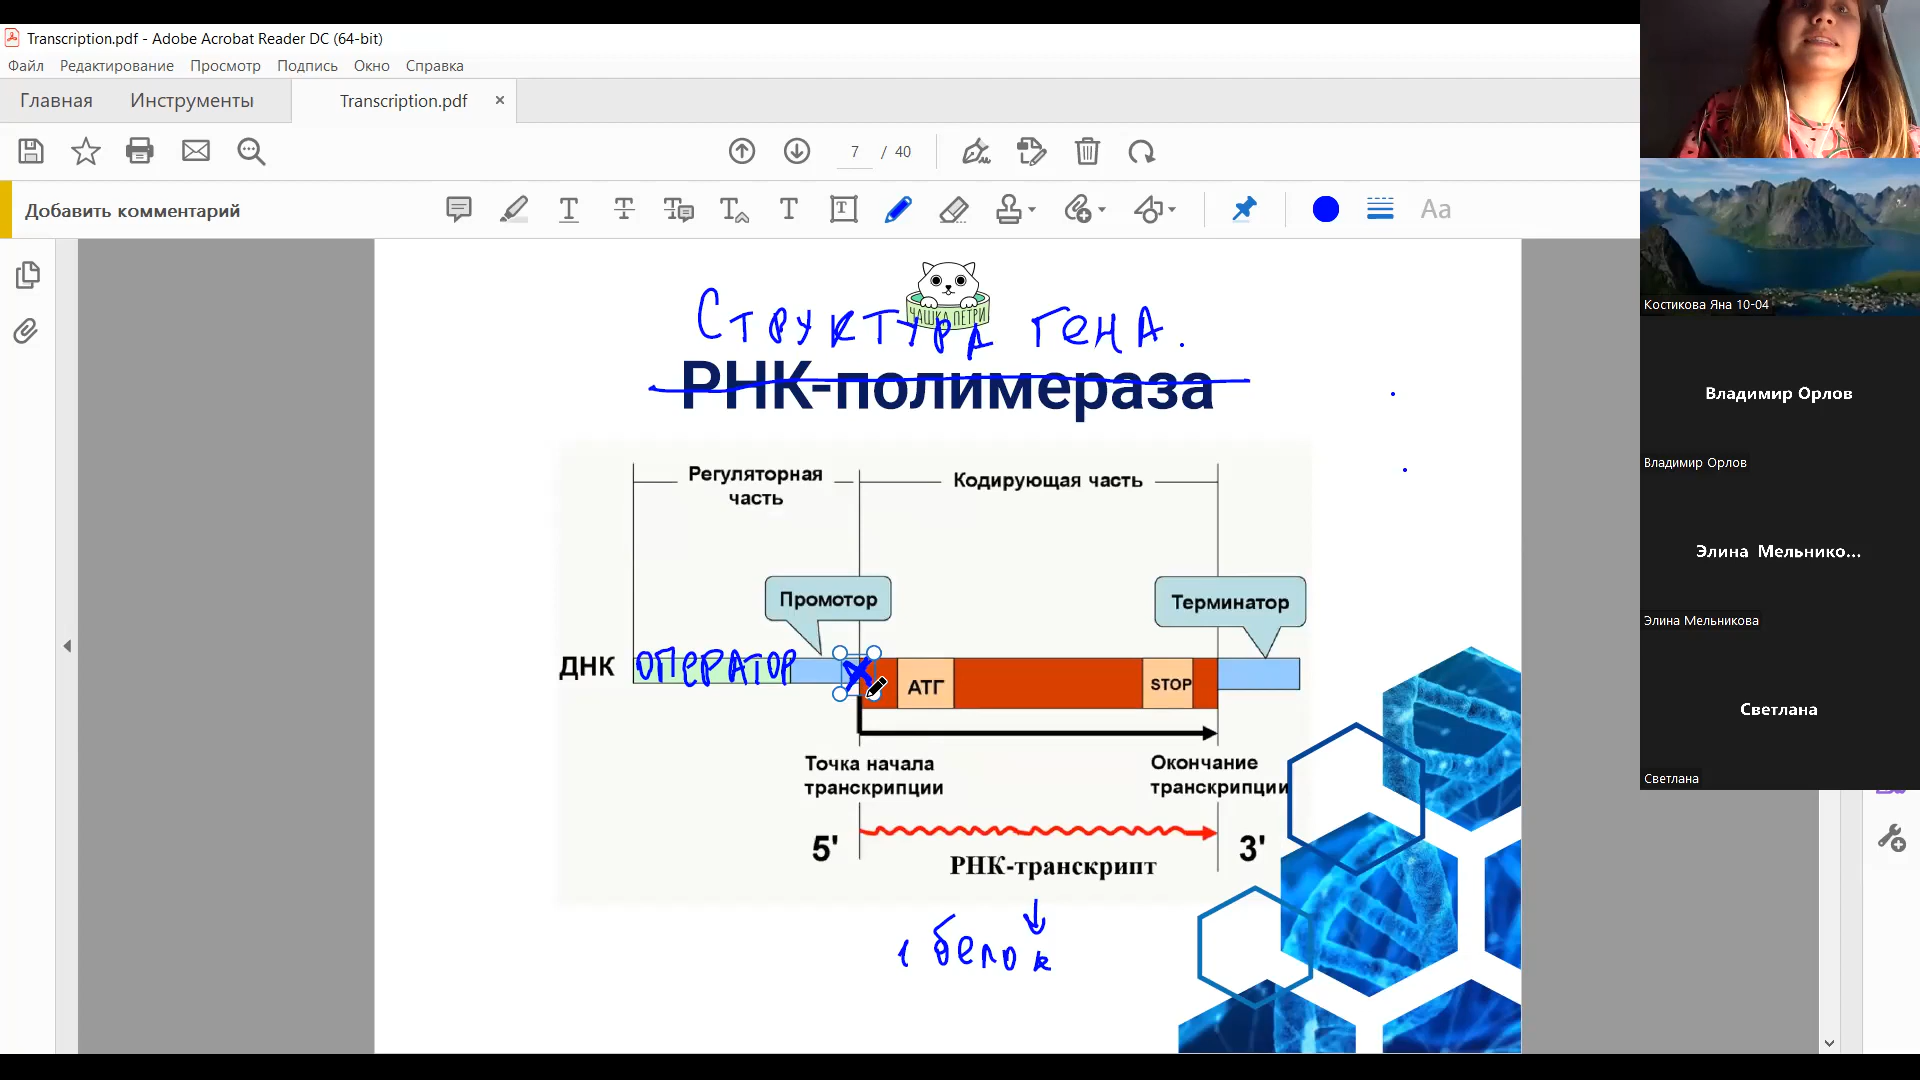 Transcription.pdf - Adobe Acrobat Reader DC (64-bit)
Файл Редактирование Просмотр Подпись Окно Справка
Главная Инструменты Transcription.pdf ×
7 / 40
Добавить комментарий
Aa
ЧАШКА ПЕТРИ
Структура гена.
РНК-полимераза
Регуляторная
часть
Кодирующая часть
Промотор
Терминатор
ДНК
ОПЕРАТОР
АТГ
STOP
Точка начала
транскрипции
Окончание
транскрипции
5'
3'
РНК-транскрипт
1 белок
Костикова Яна 10-04
Владимир Орлов
Владимир Орлов
Элина Мельнико...
Элина Мельникова
Светлана
Светлана